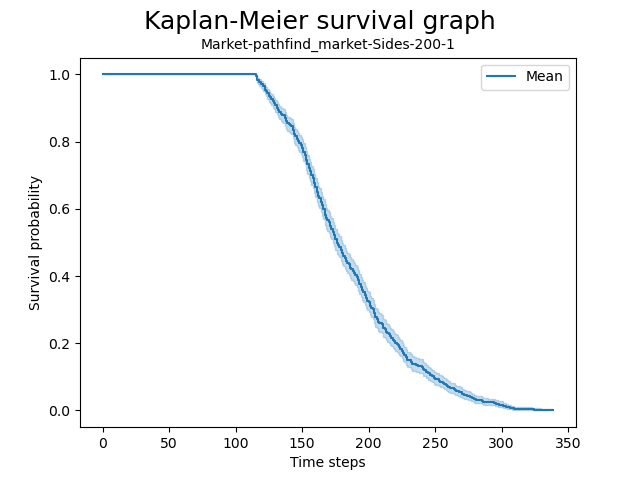 Kaplan-Meier survival graph
Market-pathfind_market-Sides-200-1
Mean
Survival probability
1.0
0.8
0.6
0.4
0.2
0.0
0 50 100 150 200 250 300 350
Time steps